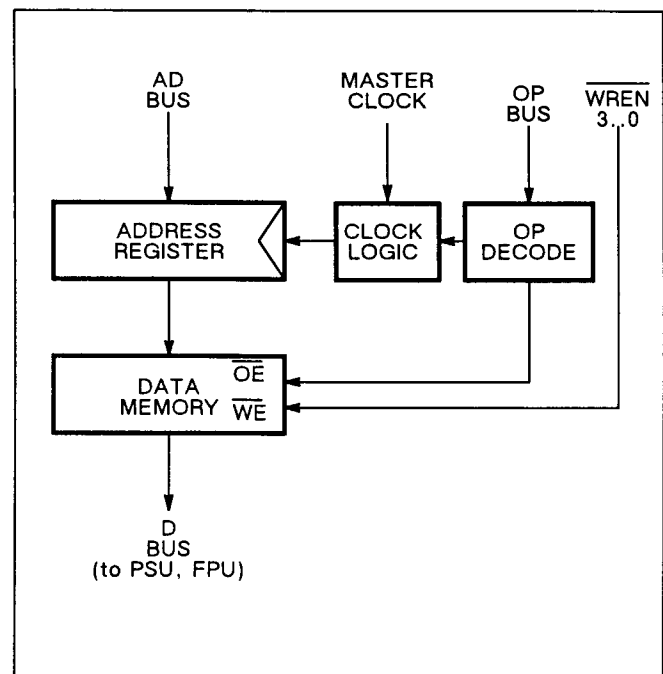 AD
BUS
MASTER
CLOCK
OP
BUS
WREN
3..0
ADDRESS
REGISTER
CLOCK
LOGIC
OP
DECODE
DATA
MEMORY
OE
WE
D
BUS
(to PSU, FPU)